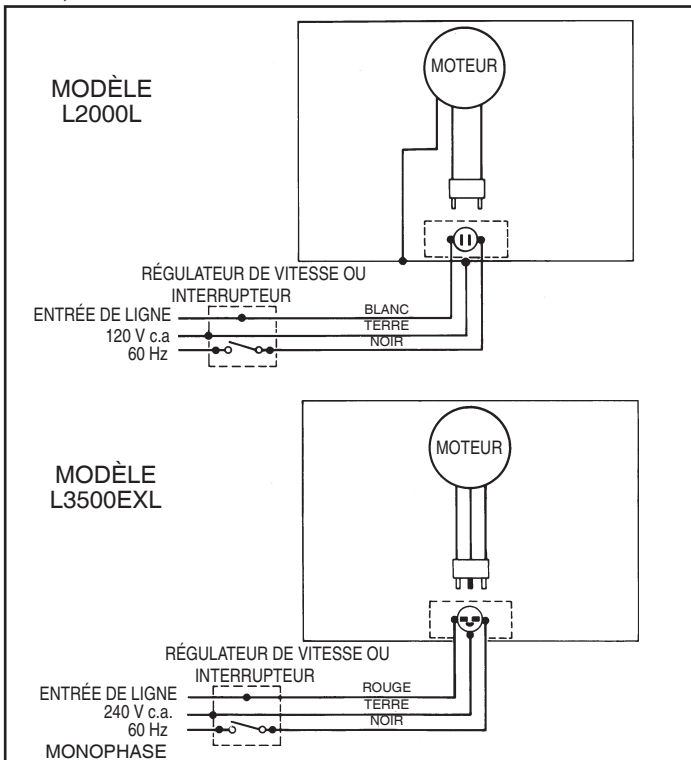 MOTEUR
MODÈLE
L2000L
RÉGULATEUR DE VITESSE OU
INTERRUPTEUR
ENTRÉE DE LIGNE
BLANC
120 V c.a
TERRE
60 Hz
NOIR
MOTEUR
MODÈLE
L3500EXL
RÉGULATEUR DE VITESSE OU
INTERRUPTEUR
ENTRÉE DE LIGNE
ROUGE
240 V c.a.
TERRE
60 Hz
NOIR
MONOPHASE